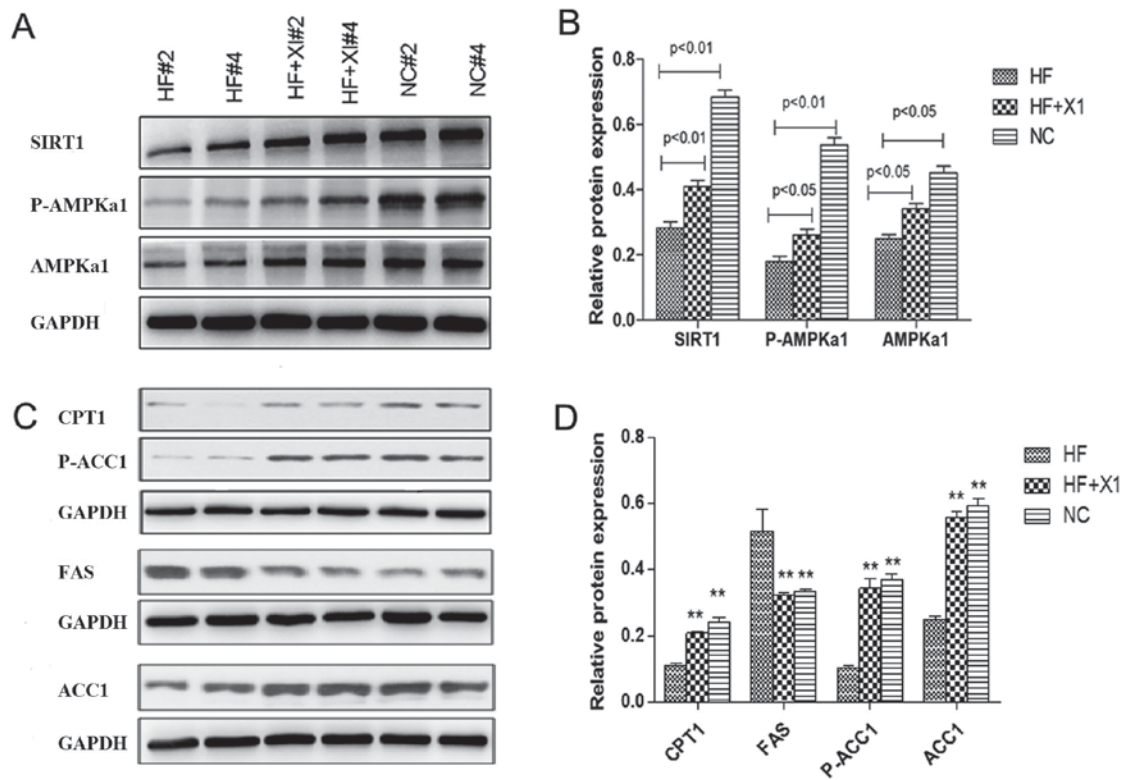 A
HF#2
HF#4
HF+XI#2
HF+XI#4
NC#2
NC#4
SIRT1
P-AMPKa1
AMPKa1
GAPDH
B
Relative protein expression
0.8
0.6
0.4
0.2
0.0
p<0.01
p<0.01
p<0.01
p<0.05
p<0.05
p<0.05
SIRT1
P-AMPKa1
AMPKa1
HF
HF+X1
NC
C
CPT1
P-ACC1
GAPDH
FAS
GAPDH
ACC1
GAPDH
D
Relative protein expression
0.8
0.6
0.4
0.2
0.0
** **
** **
** **
** **
CPT1
FAS
P-ACC1
ACC1
HF
HF+X1
NC